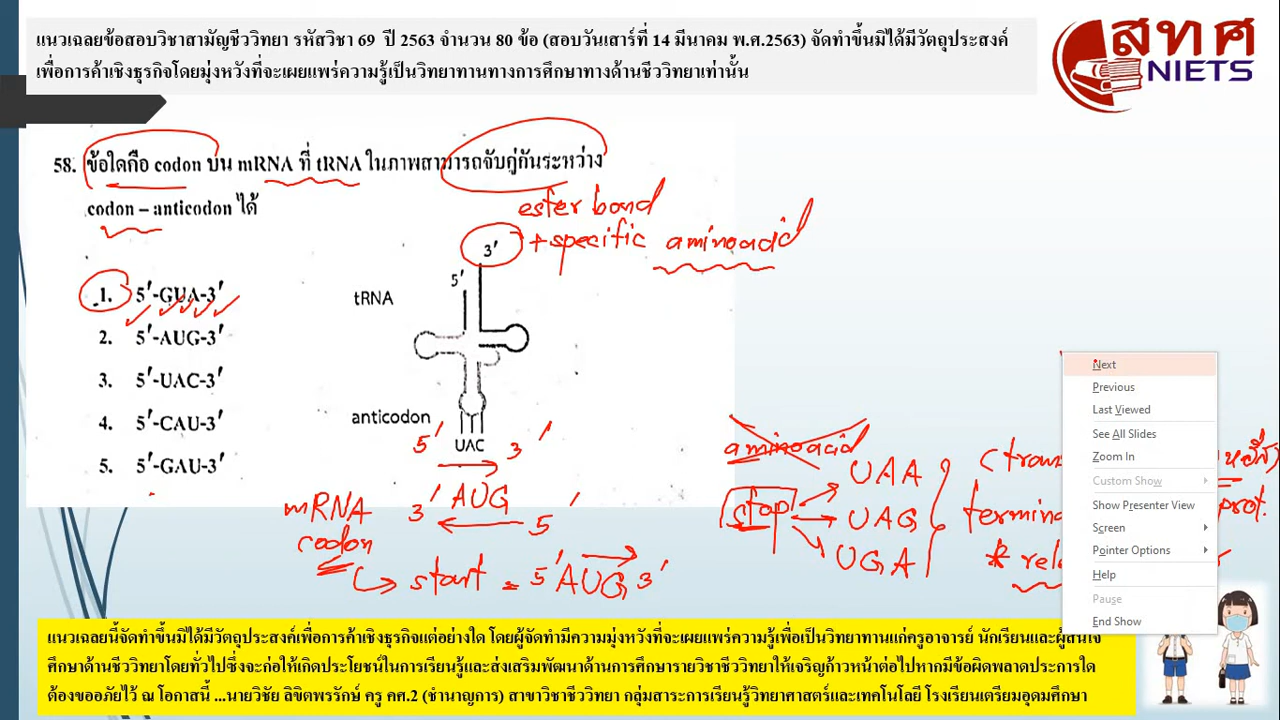 แนวเฉลยข้อสอบวิชาสามัญชีววิทยา รหัสวิชา 69 ปี 2563 จำนวน 80 ข้อ (สอบวันเสาร์ที่ 14 มีนาคม พ.ศ.2563) จัดทำขึ้นมิได้มีวัตถุประสงค์
เพื่อการค้าเชิงธุรกิจโดยมุ่งหวังที่จะเผยแพร่ความรู้เป็นวิทยาทานทางการศึกษาทางด้านชีววิทยาเท่านั้น
สทศ
NIETS
58. ข้อใดคือ codon บน mRNA ที่ tRNA ในภาพสามารถจับคู่กันระหว่าง
codon – anticodon ได้
ester bond
+ specific aminoacid
3′
5′
tRNA
1. 5′-GUA-3′
2. 5′-AUG-3′
3. 5′-UAC-3′
4. 5′-CAU-3′
5. 5′-GAU-3′
anticodon
5′ UAC 3′
mRNA 3′ AUG 5′
codon
start = 5′AUG3′
aminoacid
stop
UAA
UAG
UGA
(
prot.
*
Next
Previous
Last Viewed
See All Slides
Zoom In
Custom Show
Show Presenter View
Screen
Pointer Options
Help
Pause
End Show
แนวเฉลยนี้จัดทำขึ้นมิได้มีวัตถุประสงค์เพื่อการค้าเชิงธุรกิจแต่อย่างใด โดยผู้จัดทำมีความมุ่งหวังที่จะเผยแพร่ความรู้เพื่อเป็นวิทยาทานแก่ครูอาจารย์ นักเรียนและผู้สนใจ
ศึกษาด้านชีววิทยาโดยทั่วไปซึ่งจะก่อให้เกิดประโยชน์ในการเรียนรู้และส่งเสริมพัฒนาด้านการศึกษารายวิชาชีววิทยาให้เจริญก้าวหน้าต่อไปหากมีข้อผิดพลาดประการใด
ต้องขออภัยไว้ ณ โอกาสนี้ ...นายวิชัย ลิขิตพรรักษ์ ครู คศ.2 (ชำนาญการ) สาขาวิชาชีววิทยา กลุ่มสาระการเรียนรู้วิทยาศาสตร์และเทคโนโลยี โรงเรียนเตรียมอุดมศึกษา